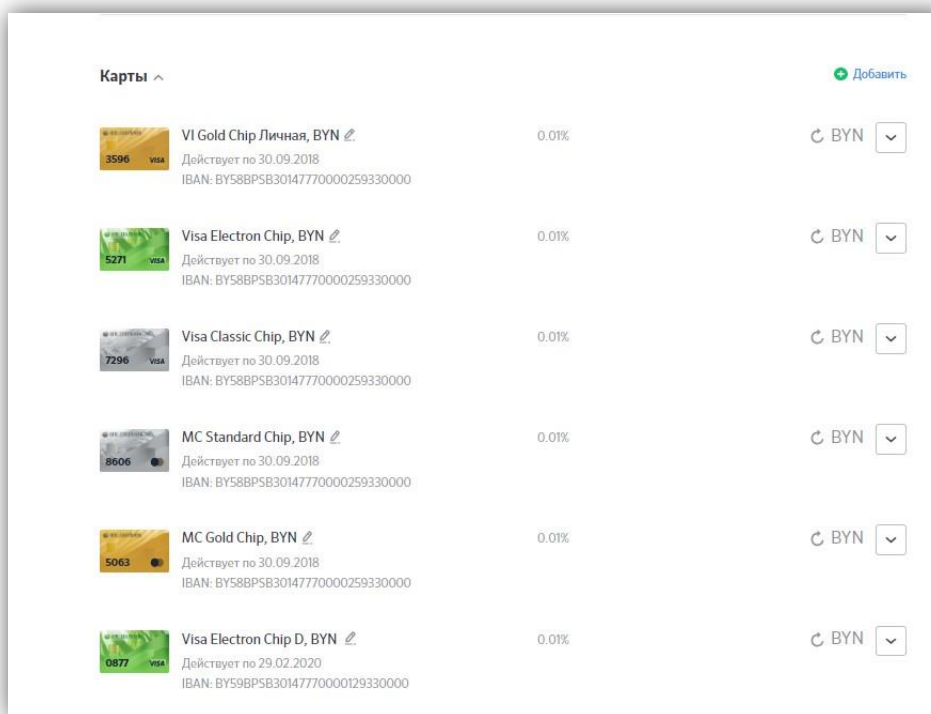 Карты
Добавить
VI Gold Chip Личная, BYN
0.01%
BYN
Действует по 30.09.2018
IBAN: BY58BPSB30147770000259330000
3596 VISA
Visa Electron Chip, BYN
0.01%
BYN
Действует по 30.09.2018
IBAN: BY58BPSB30147770000259330000
5271 VISA
Visa Classic Chip, BYN
0.01%
BYN
Действует по 30.09.2018
IBAN: BY58BPSB30147770000259330000
7296 VISA
MC Standard Chip, BYN
0.01%
BYN
Действует по 30.09.2018
IBAN: BY58BPSB30147770000259330000
8606
MC Gold Chip, BYN
0.01%
BYN
Действует по 30.09.2018
IBAN: BY58BPSB30147770000259330000
5063
Visa Electron Chip D, BYN
0.01%
BYN
Действует по 29.02.2020
IBAN: BY59BPSB30147770000129330000
0877 VISA